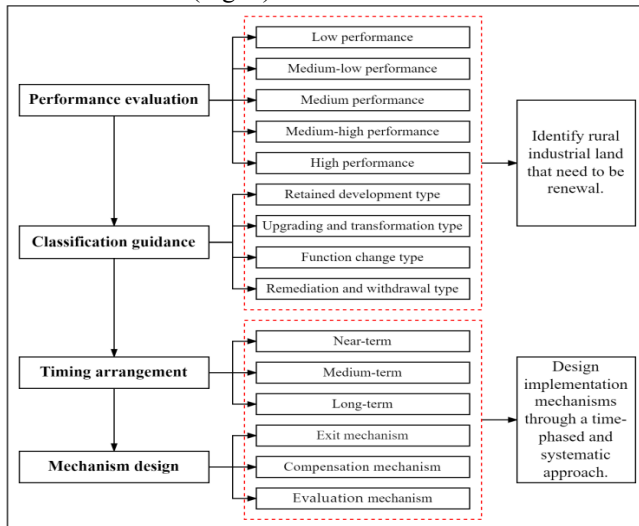 Low performance
Medium-low performance
Performance evaluation
Medium performance
Medium-high performance
High performance
Identify rural
industrial land
that need to be
renewal.
Retained development type
Upgrading and transformation type
Classification guidance
Function change type
Remediation and withdrawal type
Near-term
Timing arrangement
Medium-term
Long-term
Design
implementation
mechanisms
through a time-
phased and
systematic
approach.
Exit mechanism
Mechanism design
Compensation mechanism
Evaluation mechanism